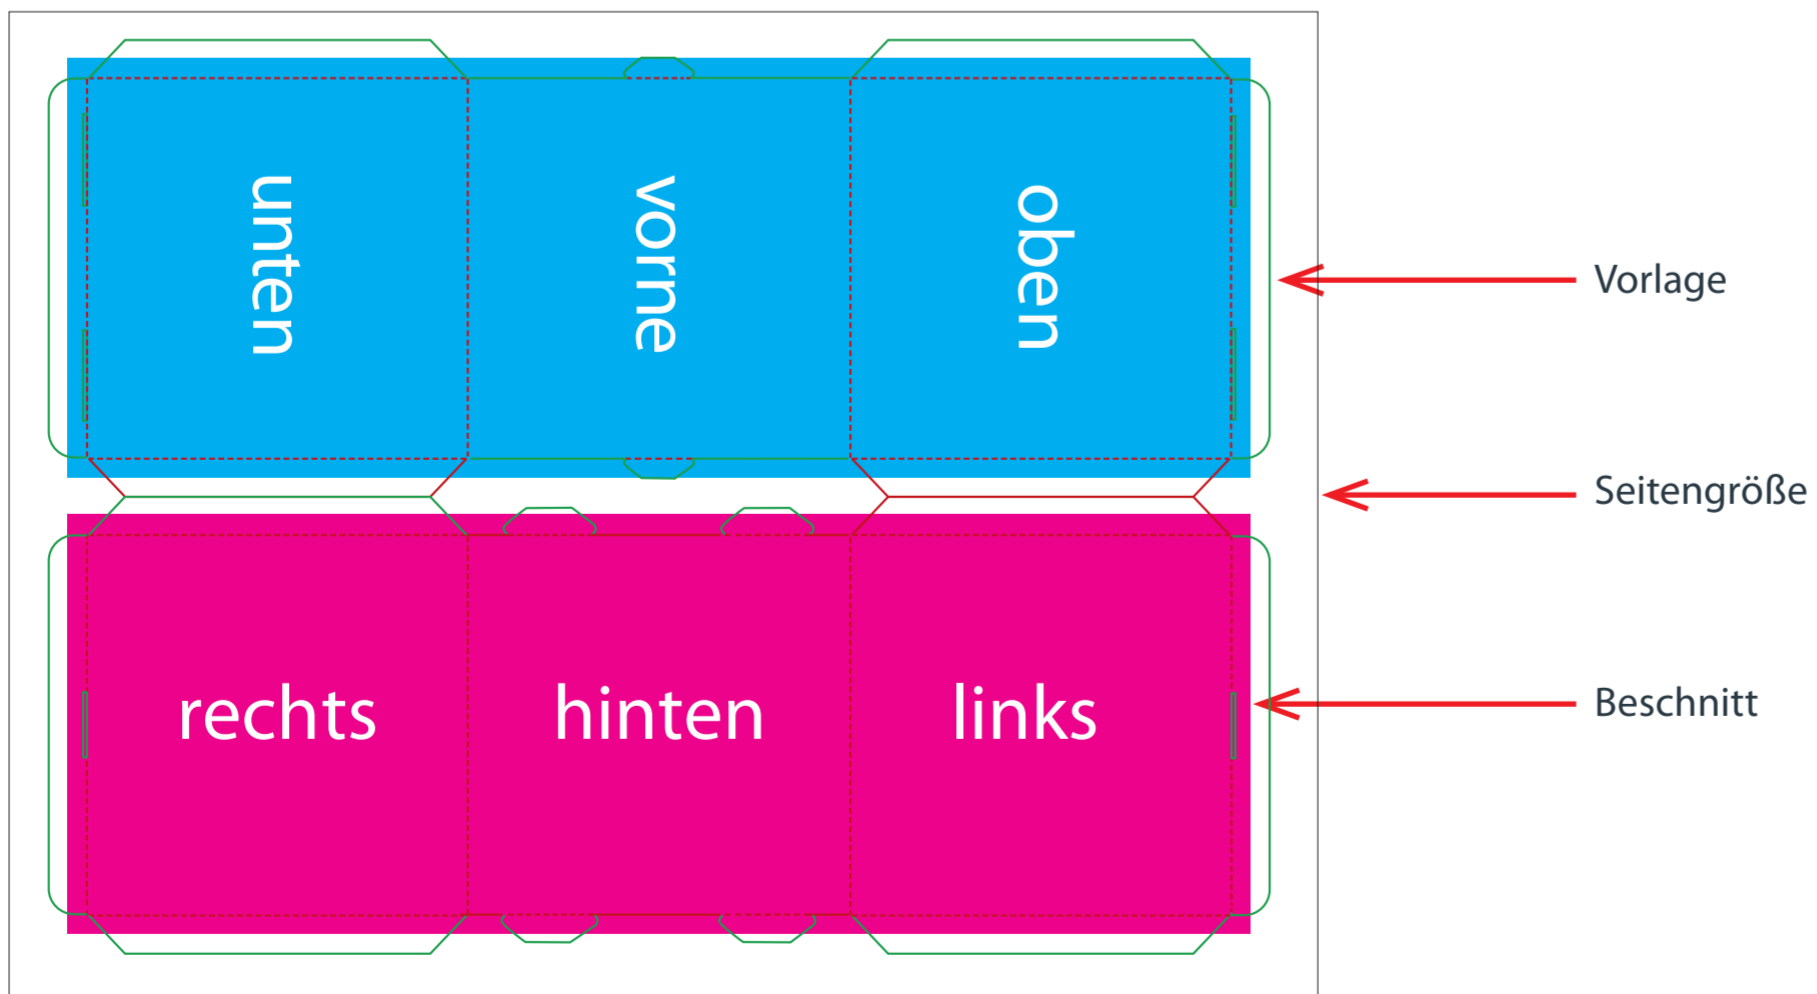 unten
vorne
oben
Vorlage
Seitengröße
rechts
hinten
links
Beschnitt